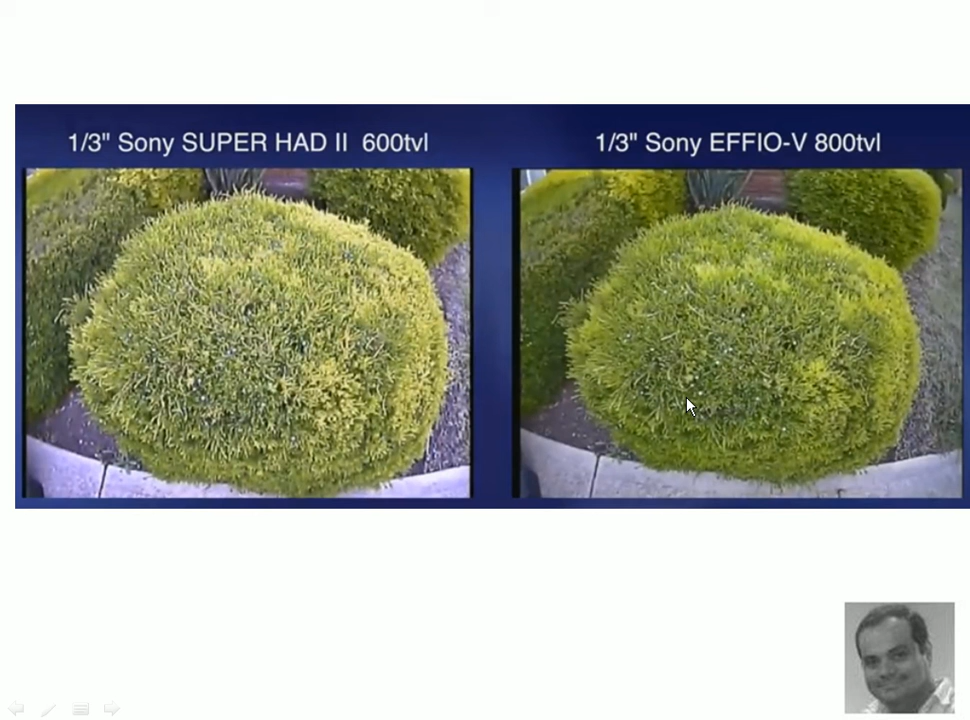 1/3" Sony SUPER HAD II 600tvl
1/3" Sony EFFIO-V 800tvl